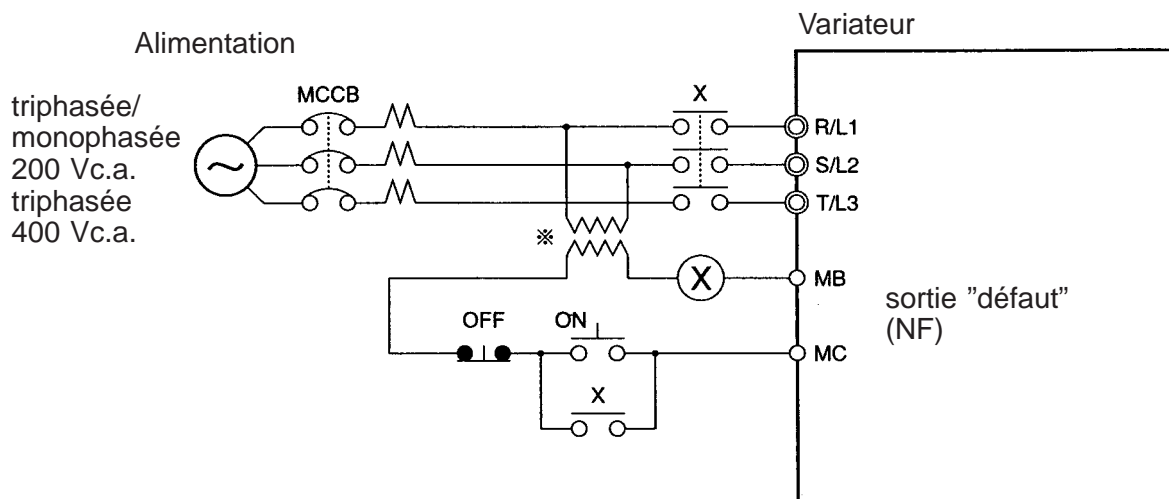 Alimentation
Variateur
triphasée/
monophasée
200 Vc.a.
triphasée
400 Vc.a.
MCCB
X
R/L1
S/L2
T/L3
※
X
MB
sortie "défaut"
(NF)
OFF
ON
MC
X